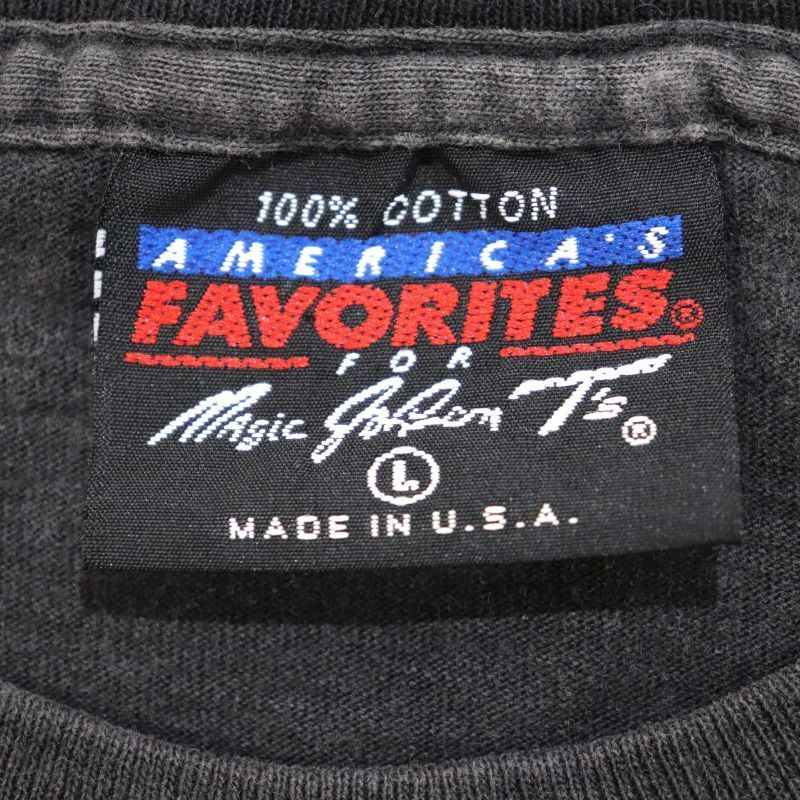 100% COTTON
AMERICA'S
FAVORITES®
FOR
Magic Johnson T's®
L
MADE IN U.S.A.